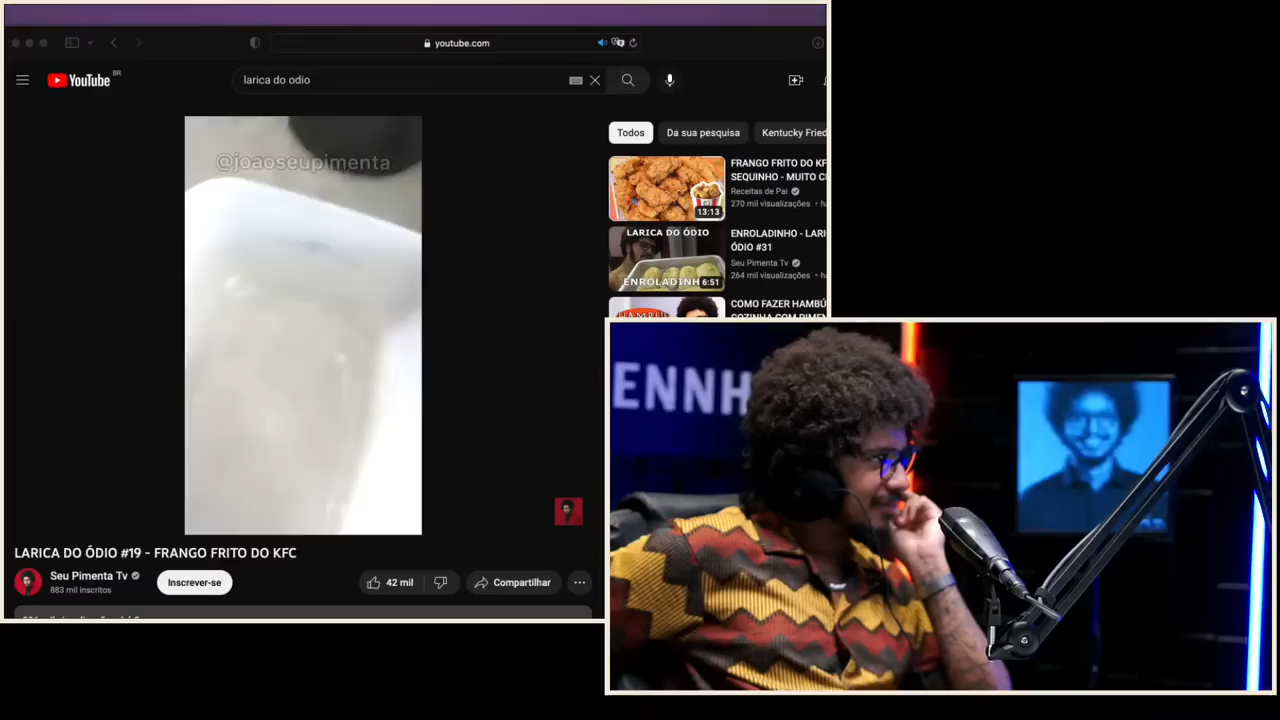 youtube.com
YouTube BR
larica do odio
@joaoseupimenta
Todos
Da sua pesquisa
Kentucky Fried
FRANGO FRITO DO KF
SEQUINHO - MUITO C
Receitas de Pai
270 mil visualizações
13:13
LARICA DO ÓDIO
ENROLADINH
6:51
ENROLADINHO - LARI
ÓDIO #31
Seu Pimenta Tv
264 mil visualizações
COMO FAZER HAMBÚ
COZINHA COM PIMEN
LARICA DO ÓDIO #19 - FRANGO FRITO DO KFC
Seu Pimenta Tv
883 mil inscritos
Inscrever-se
42 mil
Compartilhar
ENNH